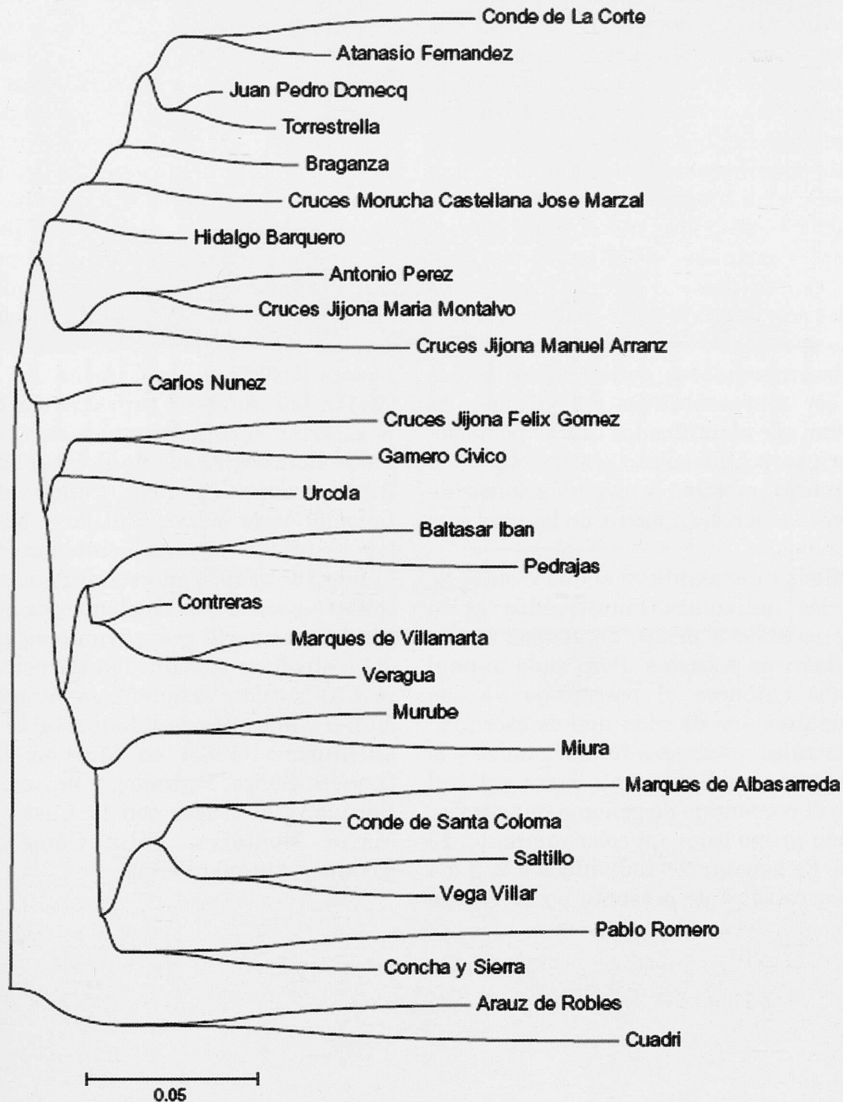 Conde de La Corte
Atanasio Fernandez
Juan Pedro Domecq
Torrestrella
Braganza
Cruces Morucha Castellana Jose Marzal
Hidalgo Barquero
Antonio Perez
Cruces Jijona Maria Montalvo
Cruces Jijona Manuel Arranz
Carlos Nunez
Cruces Jijona Felix Gomez
Gamero Civico
Urcola
Baltasar Iban
Pedrajas
Contreras
Marques de Villamarta
Veragua
Murube
Miura
Marques de Albasarreda
Conde de Santa Coloma
Saltillo
Vega Villar
Pablo Romero
Concha y Sierra
Arauz de Robles
Cuadri
0.05